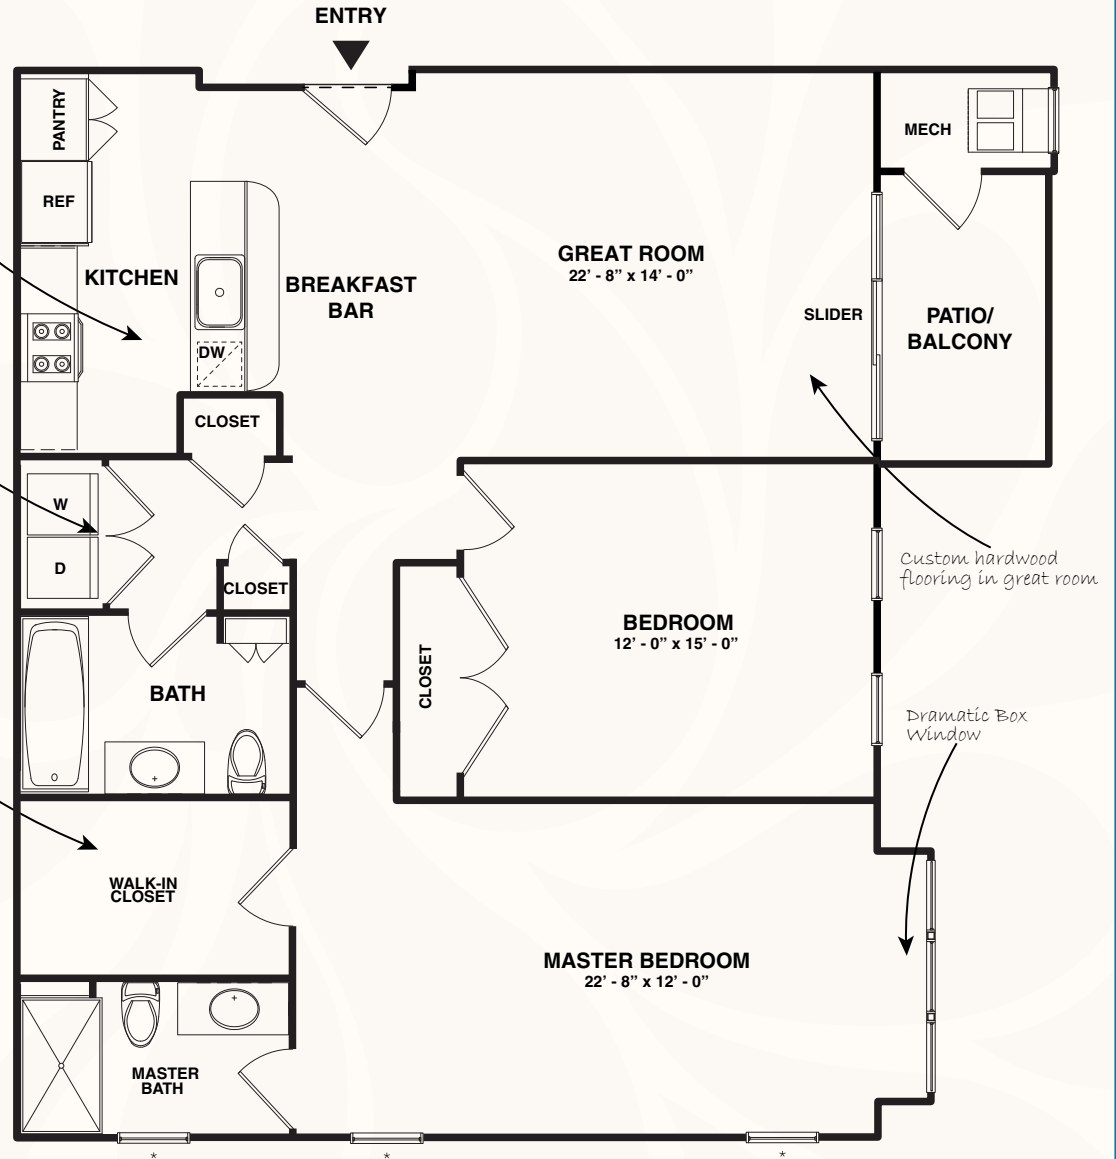 ENTRY
PANTRY
MECH
REF
KITCHEN
BREAKFAST
BAR
GREAT ROOM
22’ - 8” x 14’ - 0”
SLIDER
PATIO/
BALCONY
DW
CLOSET
W
D
CLOSET
Custom hardwood
flooring in great room
BEDROOM
12’ - 0” x 15’ - 0”
CLOSET
BATH
Dramatic Box
Window
WALK-IN
CLOSET
MASTER BEDROOM
22’ - 8” x 12’ - 0”
MASTER
BATH
* * *